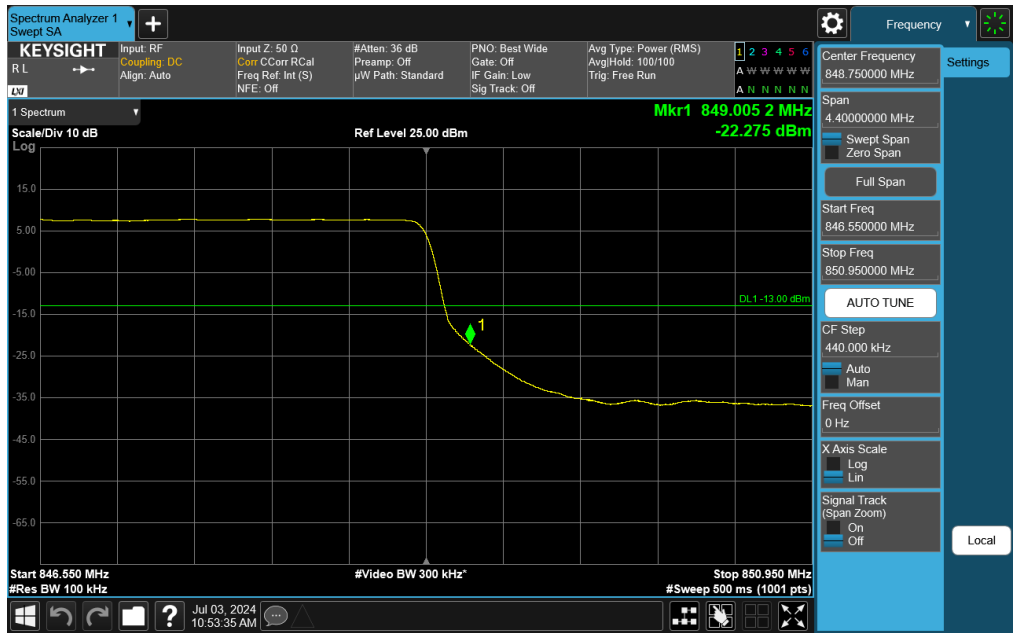 Spectrum Analyzer 1
Swept SA
Frequency
KEYSIGHT
R L
LXI
Input: RF
Coupling: DC
Align: Auto
Input Z: 50 Ω
Corr CCorr RCal
Freq Ref: Int (S)
NFE: Off
#Atten: 36 dB
Preamp: Off
µW Path: Standard
PNO: Best Wide
Gate: Off
IF Gain: Low
Sig Track: Off
Avg Type: Power (RMS)
Avg|Hold: 100/100
Trig: Free Run
1 2 3 4 5 6
A W W W W W
A N N N N N
1 Spectrum
Scale/Div 10 dB
Log
Ref Level 25.00 dBm
Mkr1 849.005 2 MHz
-22.275 dBm
15.0
5.00
-5.00
-15.0
-25.0
-35.0
-45.0
-55.0
-65.0
DL1 -13.00 dBm
1
Start 846.550 MHz
#Res BW 100 kHz
#Video BW 300 kHz*
Stop 850.950 MHz
#Sweep 500 ms (1001 pts)
Center Frequency
848.750000 MHz
Span
4.40000000 MHz
Swept Span
Zero Span
Full Span
Start Freq
846.550000 MHz
Stop Freq
850.950000 MHz
AUTO TUNE
CF Step
440.000 kHz
Auto
Man
Freq Offset
0 Hz
X Axis Scale
Log
Lin
Signal Track
(Span Zoom)
On
Off
Settings
Local
?
Jul 03, 2024
10:53:35 AM